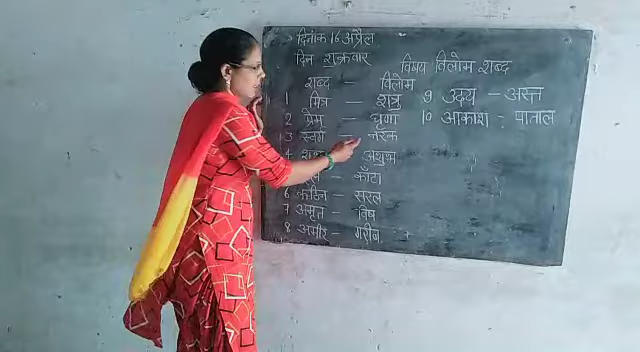 दिनांक 16 अप्रैल
दिन शुक्रवार
विषय विलोम शब्द
शब्द – विलोम
1 मित्र – शत्रु
2 प्रेम – घृणा
3 स्वर्ग – नरक
4 अशुभ
काँटा
6 कठिन – सरल
7 अमृत – विष
8 अमीर – गरीब
9 उदय – अस्त
10 आकाश : पाताल